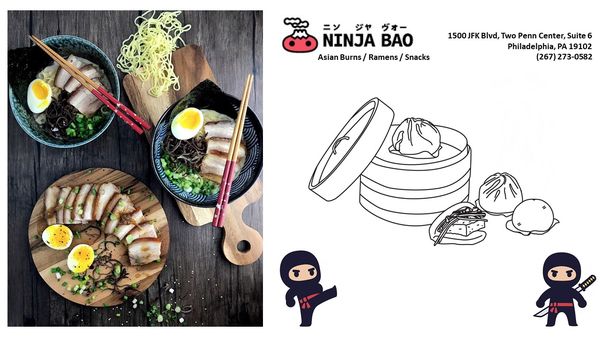 ニン ジャ ヴォー
NINJA BAO
Asian Burns / Ramens / Snacks
1500 JFK Blvd, Two Penn Center, Suite 6
Philadelphia, PA 19102
(267) 273-0582